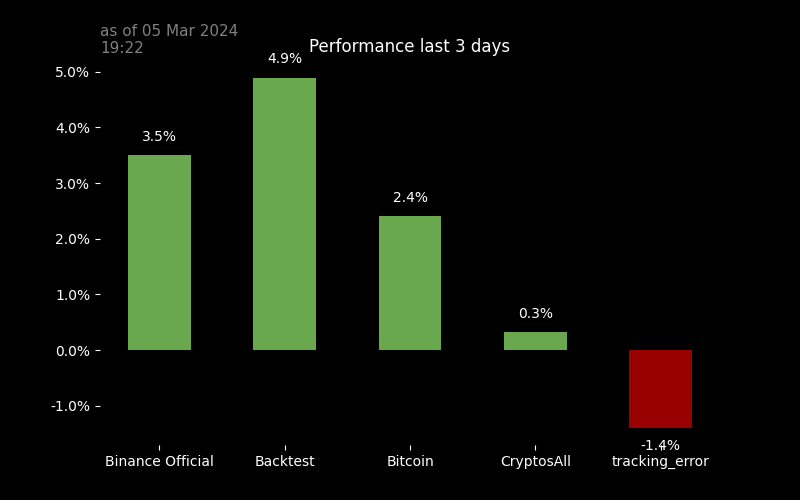 as of 05 Mar 2024
19:22
Performance last 3 days
5.0%
4.0%
3.0%
2.0%
1.0%
0.0%
-1.0%
3.5%
4.9%
2.4%
0.3%
-1.4%
Binance Official
Backtest
Bitcoin
CryptosAll
tracking_error